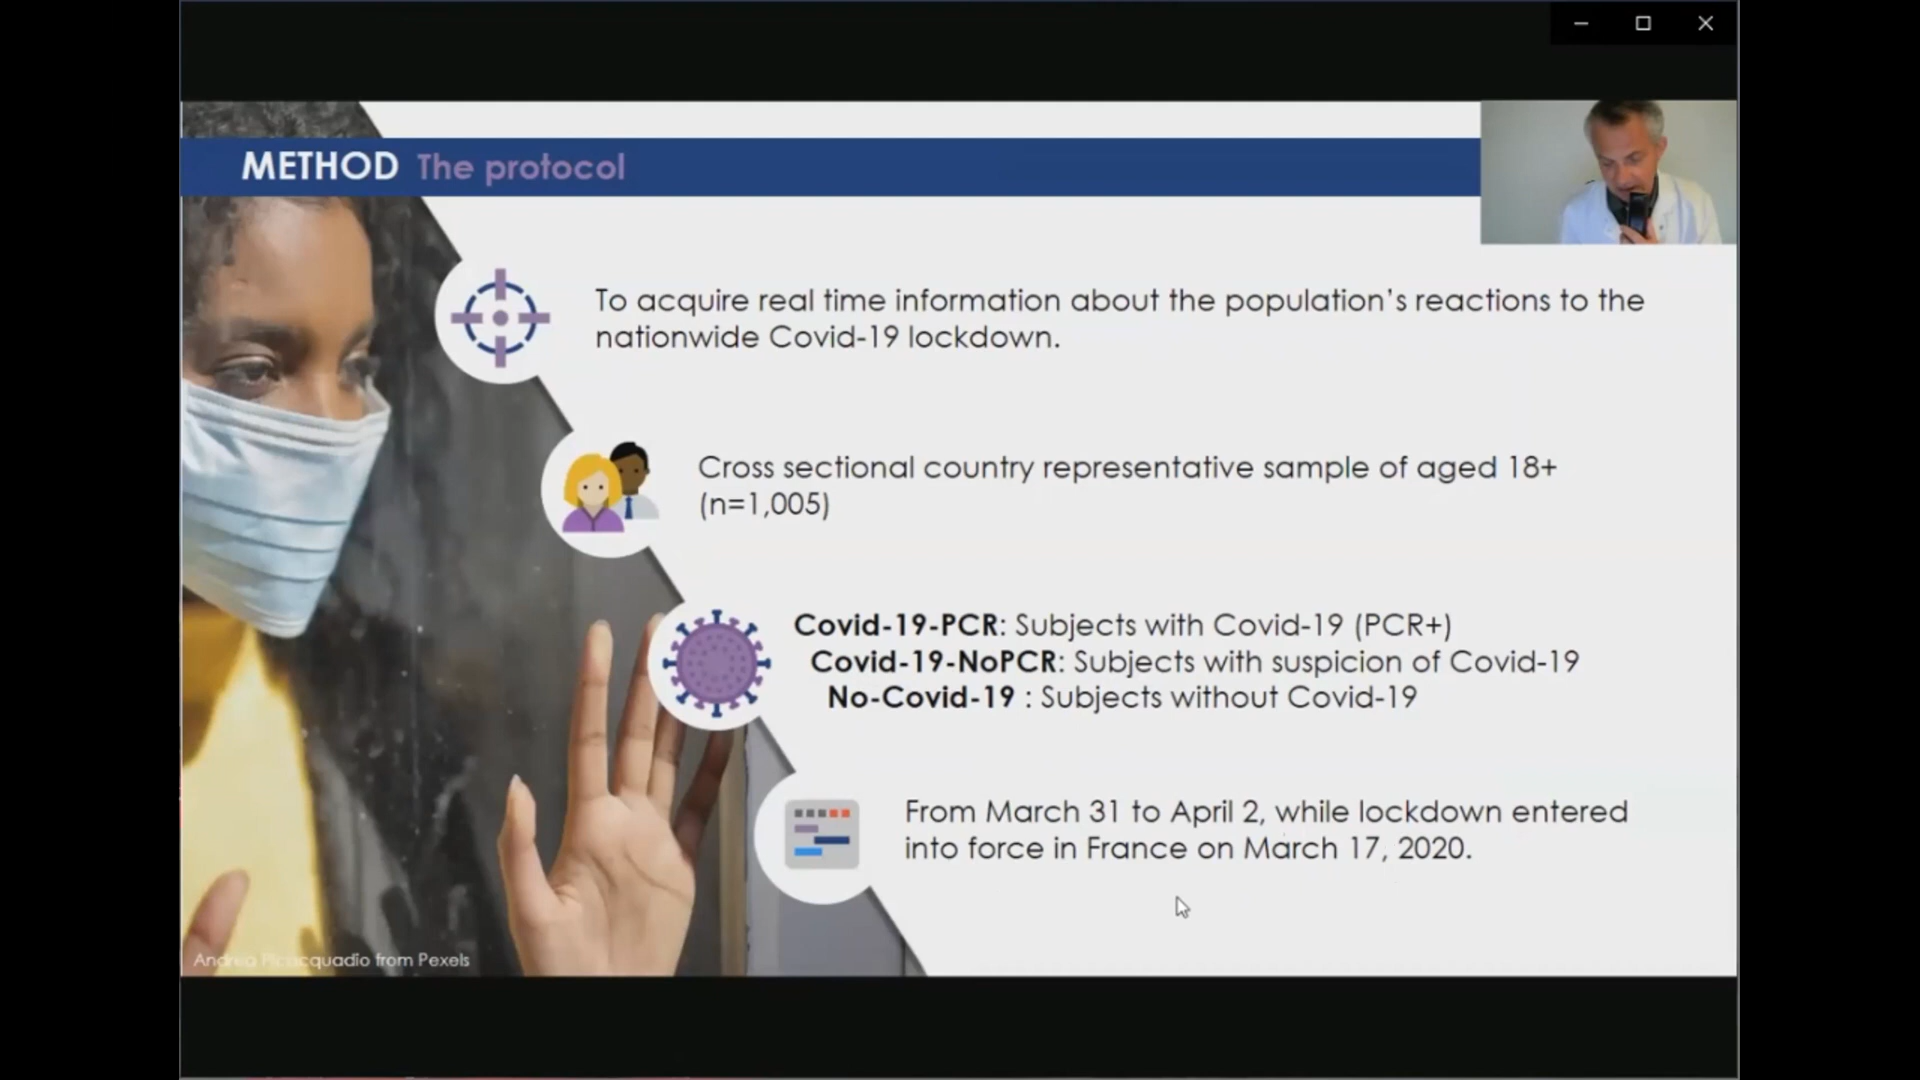 METHOD The protocol
To acquire real time information about the population's reactions to the
nationwide Covid-19 lockdown.
Cross sectional country representative sample of aged 18+
(n=1,005)
Covid-19-PCR: Subjects with Covid-19 (PCR+)
Covid-19-NoPCR: Subjects with suspicion of Covid-19
No-Covid-19 : Subjects without Covid-19
From March 31 to April 2, while lockdown entered
into force in France on March 17, 2020.
from Pexels